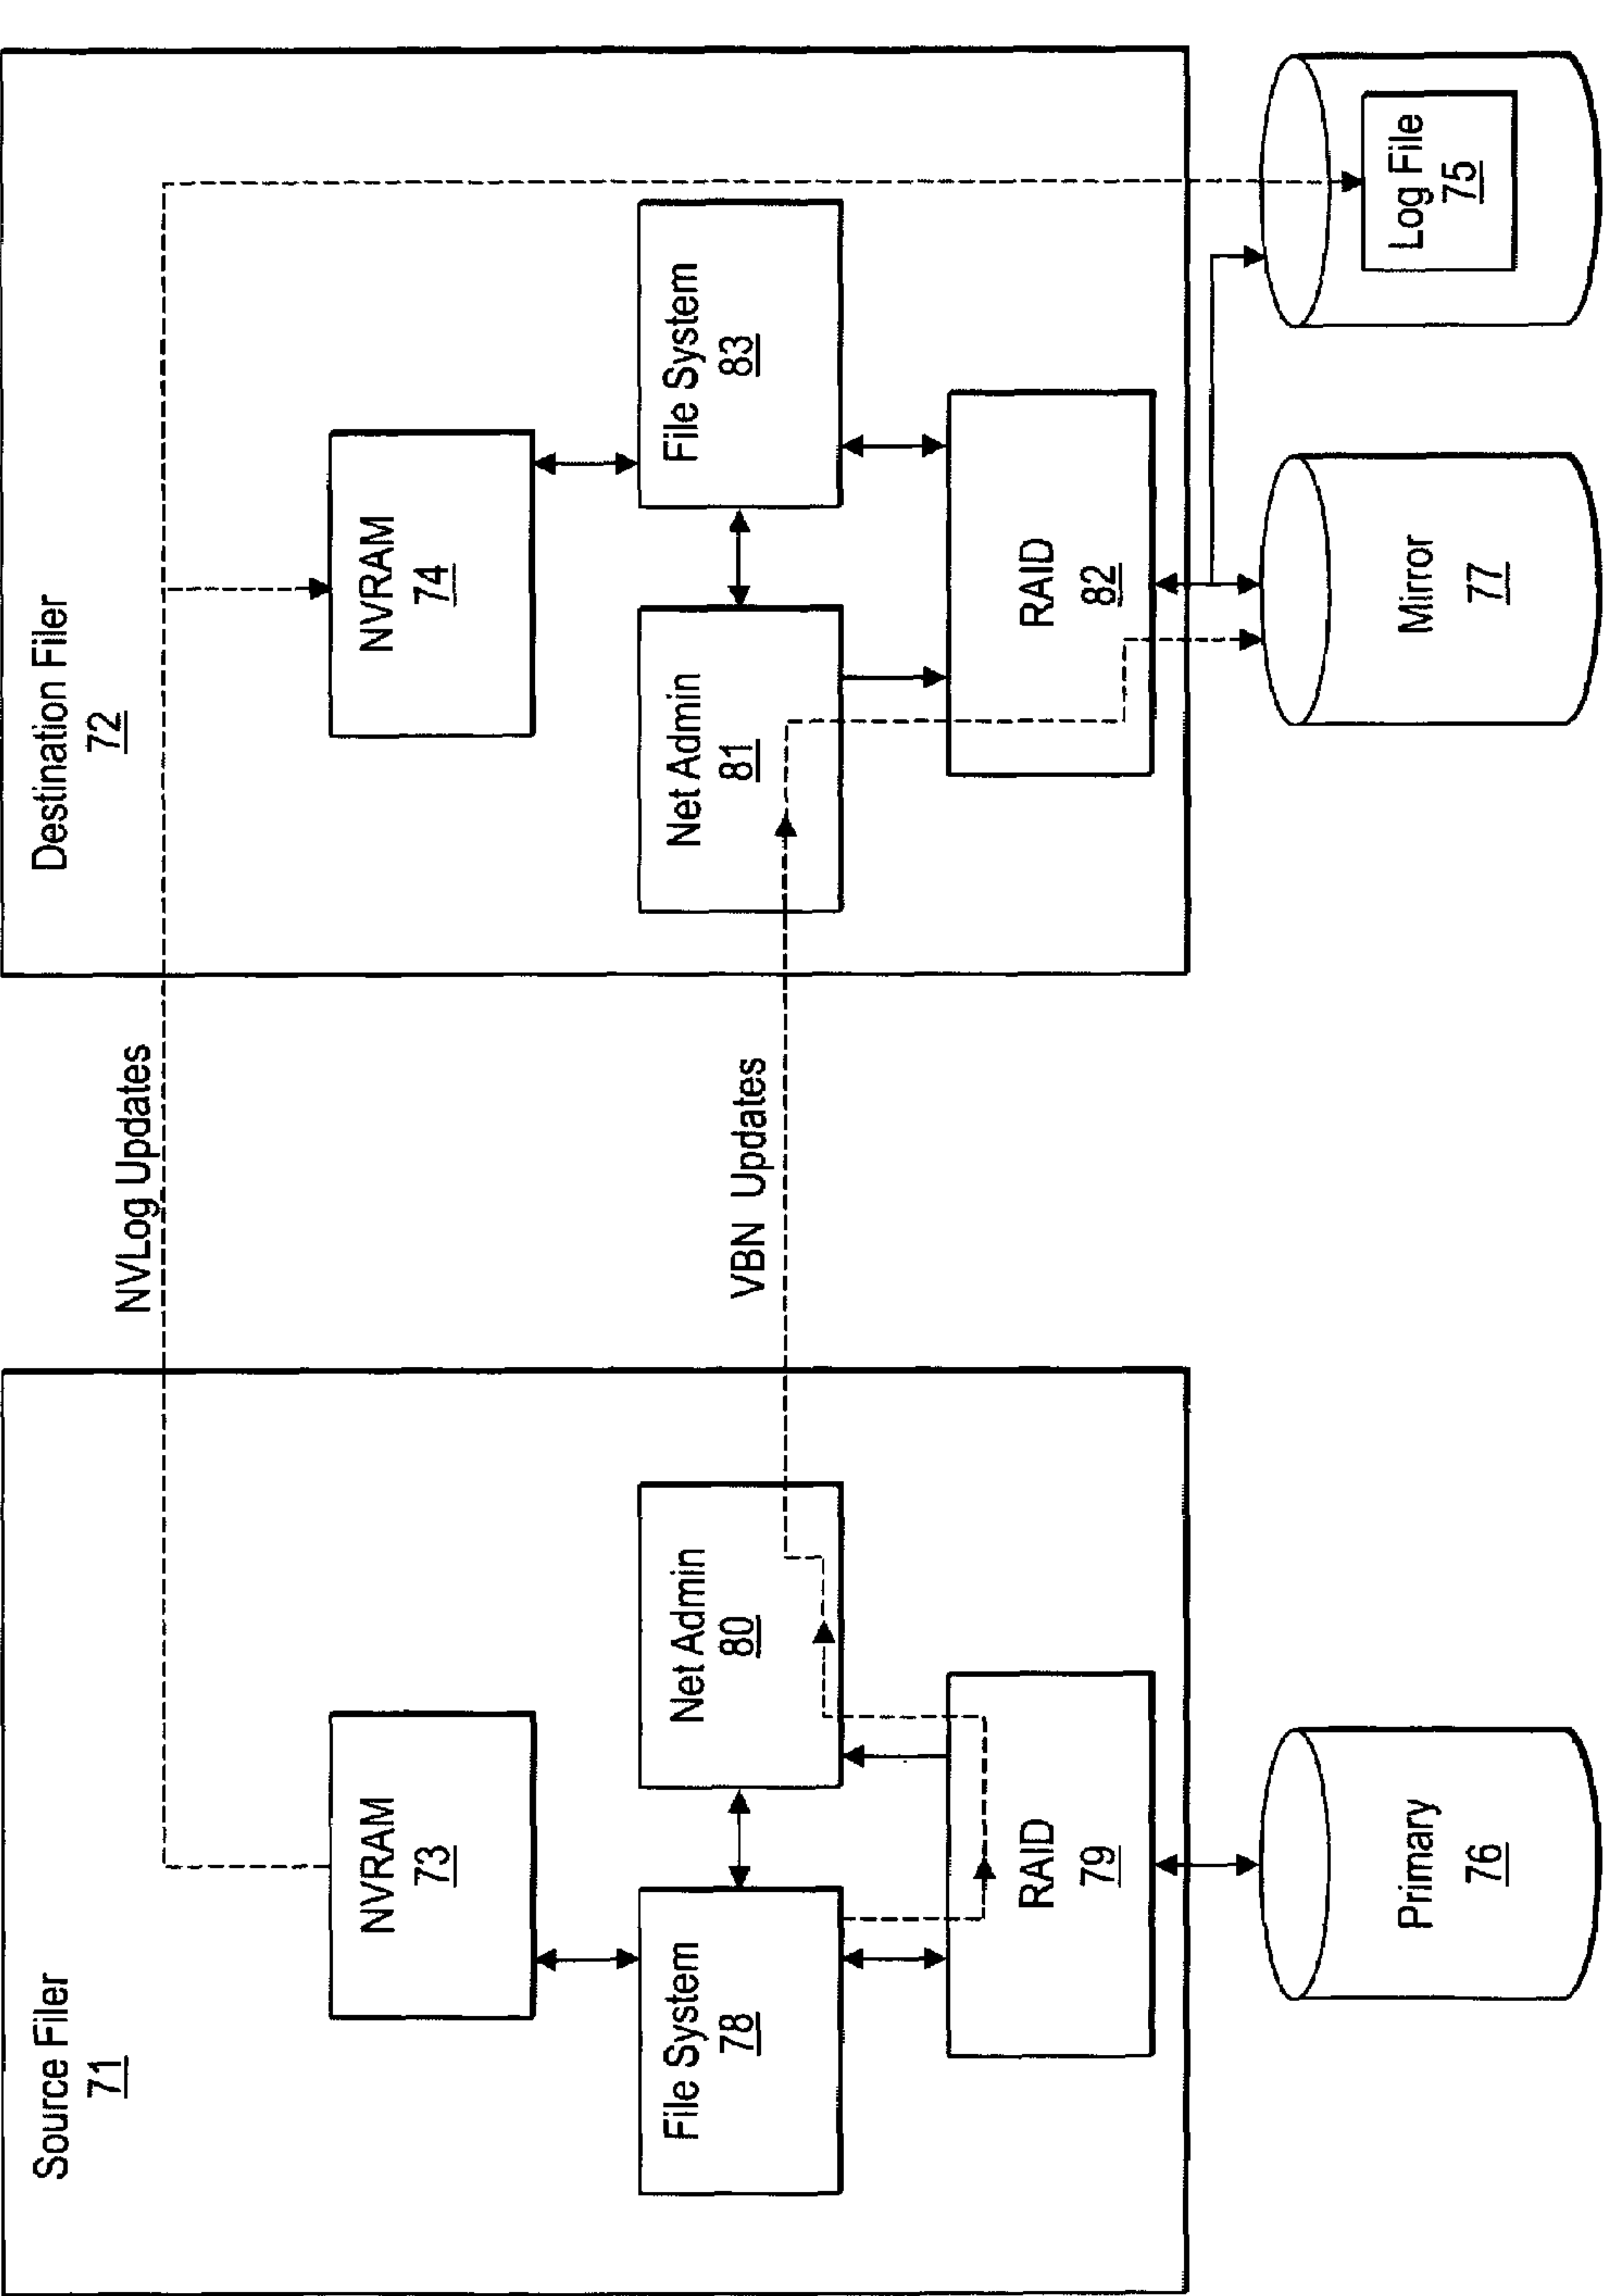 Source Filer
71
NVRAM
73
File System
78
Net Admin
80
RAID
79
Primary
76
NVLog Updates
VBN Updates
Destination Filer
72
NVRAM
74
Net Admin
81
File System
83
RAID
82
Mirror
77
Log File
75